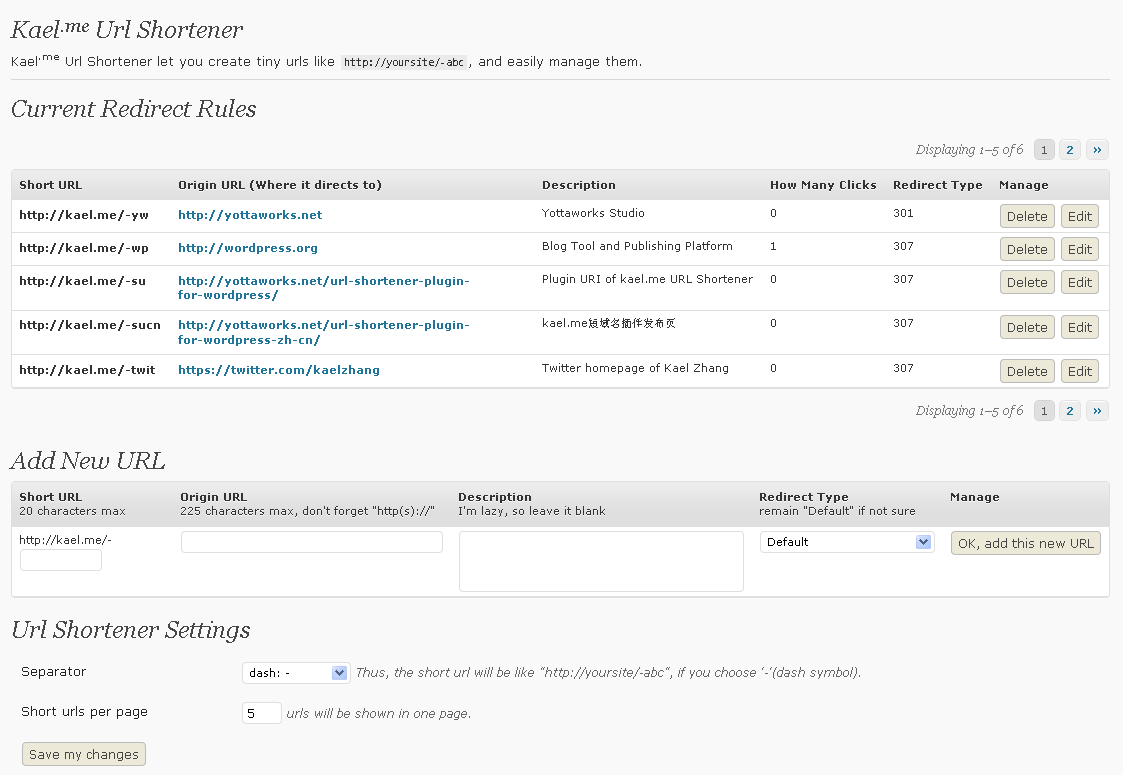 Kael.me Url Shortener
Kael.me Url Shortener let you create tiny urls like http://yoursite/-abc, and easily manage them.
Current Redirect Rules
Displaying 1–5 of 6 1 2 »
Short URL Origin URL (Where it directs to) Description How Many Clicks Redirect Type Manage
http://kael.me/-yw http://yottaworks.net Yottaworks Studio 0 301 Delete Edit
http://kael.me/-wp http://wordpress.org Blog Tool and Publishing Platform 1 307 Delete Edit
http://kael.me/-su http://yottaworks.net/url-shortener-plugin- Plugin URI of kael.me URL Shortener 0 307 Delete Edit
for-wordpress/
http://kael.me/-sucn http://yottaworks.net/url-shortener-plugin- kael.me短域名插件发布页 0 307 Delete Edit
for-wordpress-zh-cn/
http://kael.me/-twit https://twitter.com/kaelzhang Twitter homepage of Kael Zhang 0 307 Delete Edit
Displaying 1–5 of 6 1 2 »
Add New URL
Short URL Origin URL Description Redirect Type Manage
20 characters max 225 characters max, don't forget "http(s)://" I'm lazy, so leave it blank remain "Default" if not sure
http://kael.me/- Default OK, add this new URL
Url Shortener Settings
Separator dash: - Thus, the short url will be like "http://yoursite/-abc", if you choose '-'(dash symbol).
Short urls per page 5 urls will be shown in one page.
Save my changes